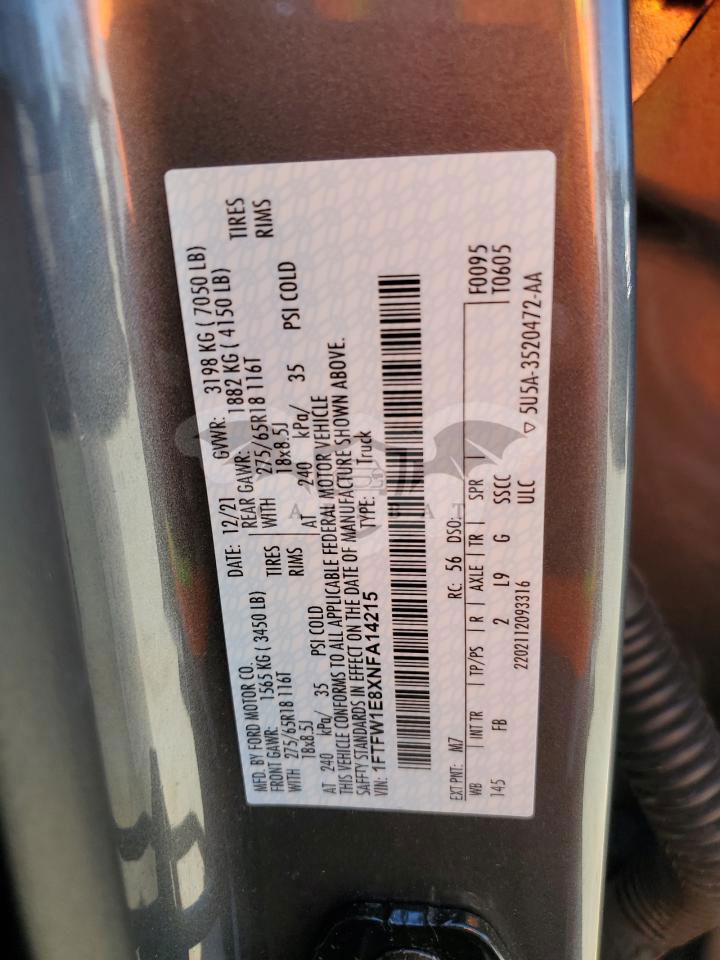 MFD. BY FORD MOTOR CO.
DATE: 12/21 GVWR: 3198 KG ( 7050 LB)
FRONT GAWR: 1565 KG ( 3450 LB) REAR GAWR: 1882 KG ( 4150 LB)
WITH 275/65R18 116T TIRES WITH 275/65R18 116T TIRES
18x8.5J RIMS 18x8.5J RIMS
AT 240 kPa/ 35 PSI COLD AT 240 kPa/ 35 PSI COLD
THIS VEHICLE CONFORMS TO ALL APPLICABLE FEDERAL MOTOR VEHICLE
SAFETY STANDARDS IN EFFECT ON THE DATE OF MANUFACTURE SHOWN ABOVE.
VIN: 1FTFW1E8XNFA14215 TYPE: Truck
EXT PNT: M7 RC: 56 DSO: F0095
WB INT TR TP/PS R AXLE TR SPR T0605
145 FB 2 L9 G SSCC
2202112093316 ULC 5U5A-3520472-AA